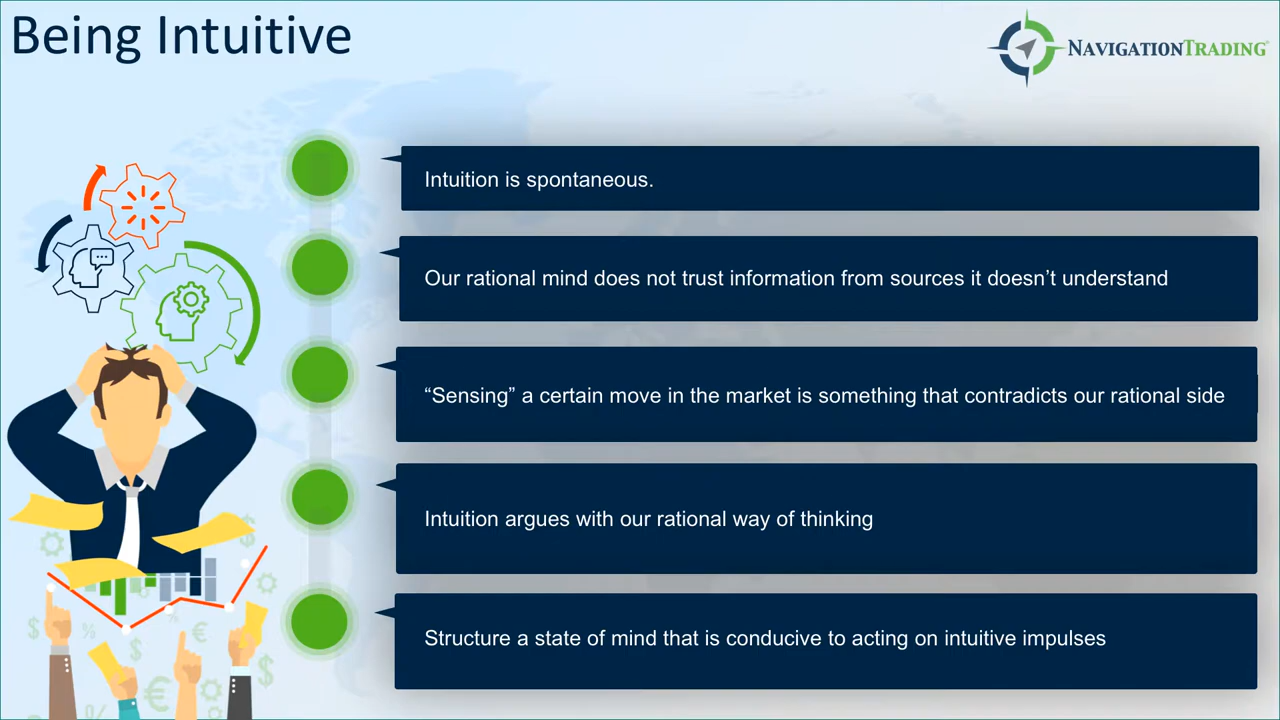 Being Intuitive
NAVIGATIONTRADING®
Intuition is spontaneous.
Our rational mind does not trust information from sources it doesn’t understand
“Sensing” a certain move in the market is something that contradicts our rational side
Intuition argues with our rational way of thinking
Structure a state of mind that is conducive to acting on intuitive impulses